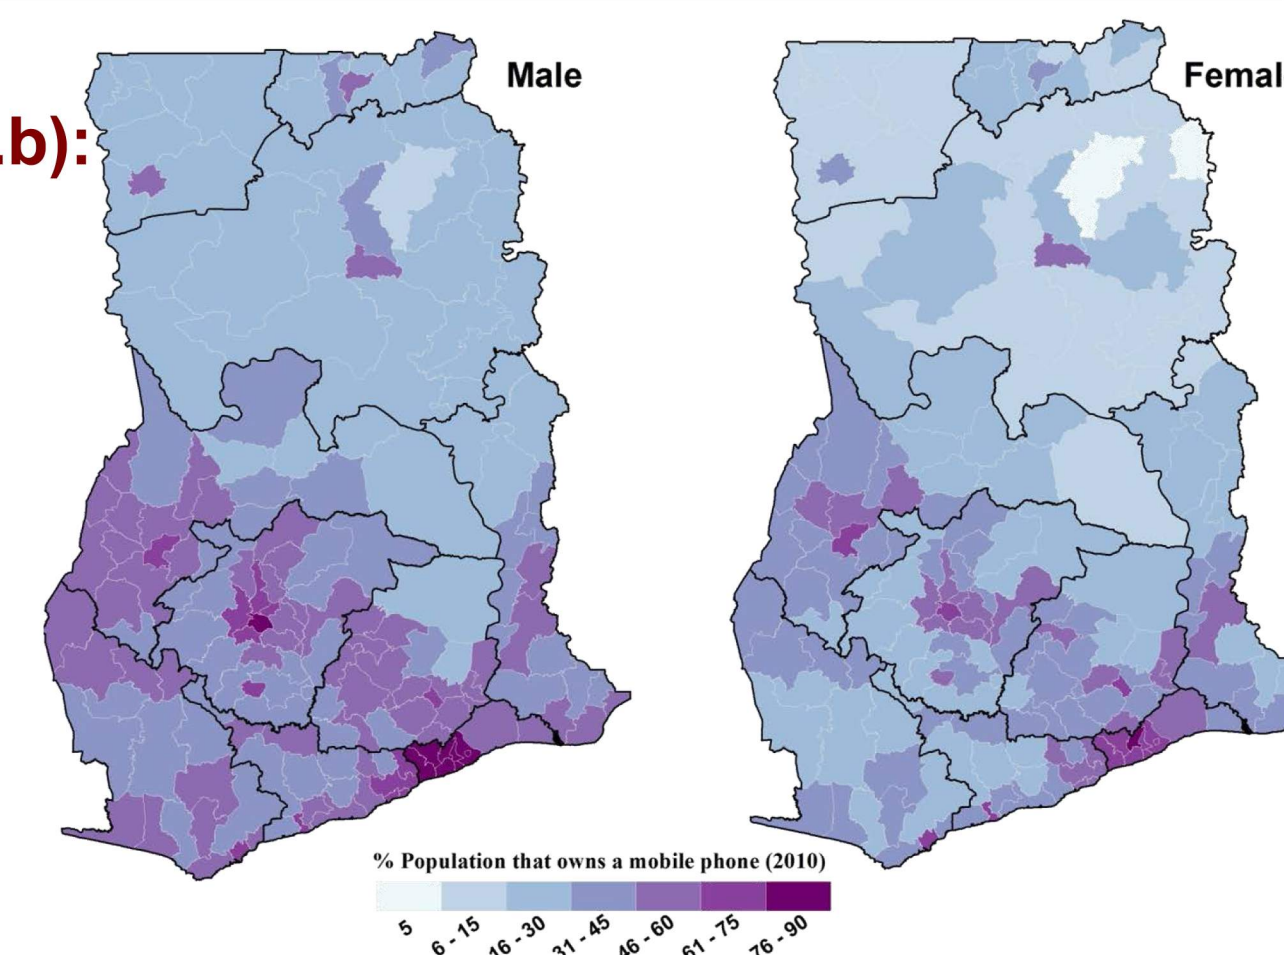 Male
Femal
b):
% Population that owns a mobile phone (2010)
5
6 - 15
16 - 30
31 - 45
46 - 60
61 - 75
76 - 90